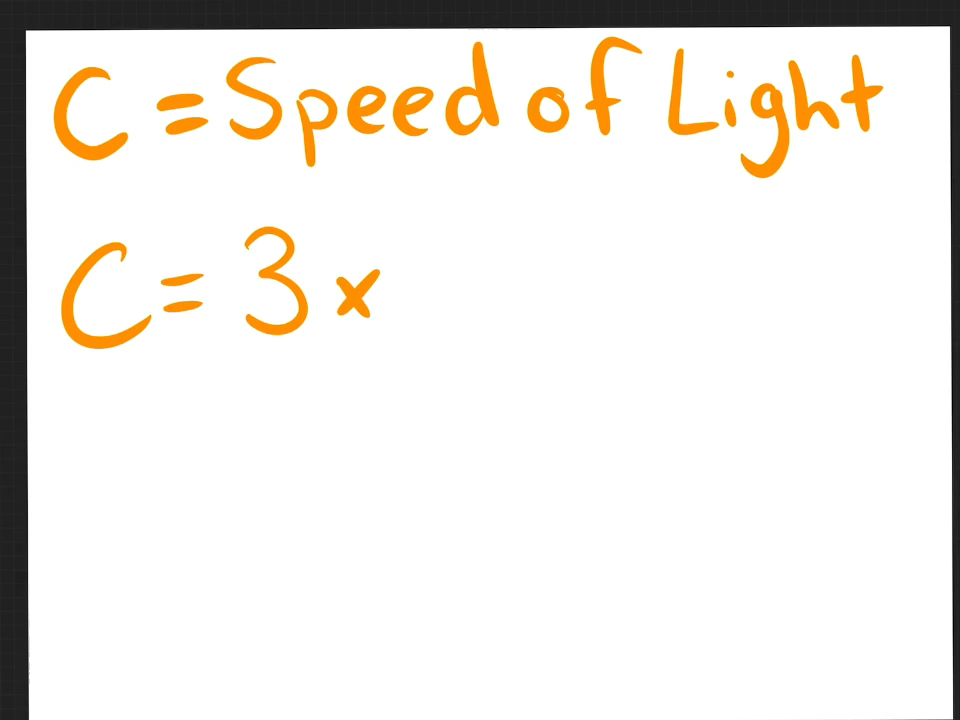 C = Speed of Light
C = 3 x